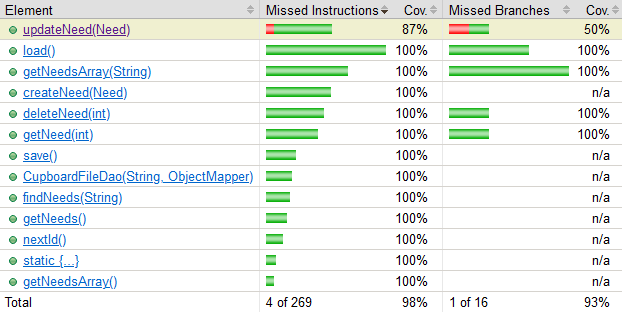 Element Missed Instructions Cov. Missed Branches Cov.
updateNeed(Need) 87% 50%
load() 100% 100%
getNeedsArray(String) 100% 100%
createNeed(Need) 100% n/a
deleteNeed(int) 100% 100%
getNeed(int) 100% 100%
save() 100% n/a
CupboardFileDao(String, ObjectMapper) 100% n/a
findNeeds(String) 100% n/a
getNeeds() 100% n/a
nextId() 100% n/a
static {...} 100% n/a
getNeedsArray() 100% n/a
Total 4 of 269 98% 1 of 16 93%